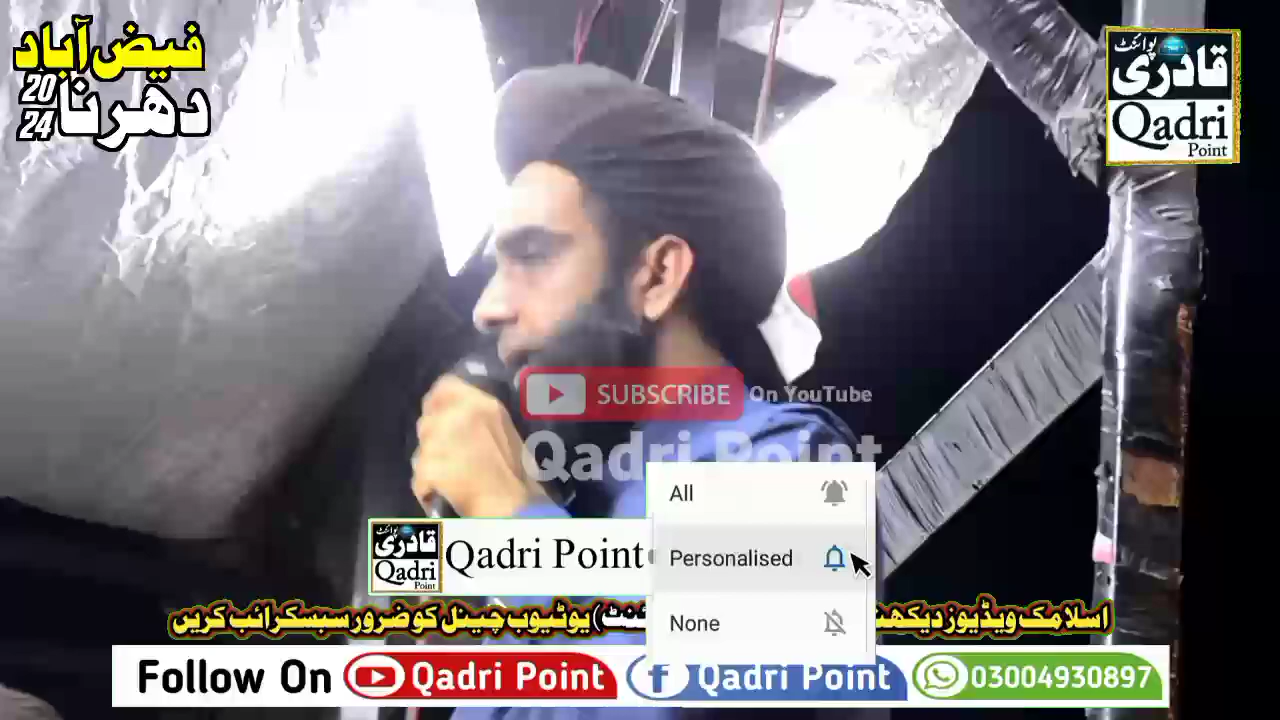 فیض آباد
دھرنا 2024
قادری پوائنٹ
Qadri
Point
SUBSCRIBE On YouTube
Qadri Point
All
Personalised
None
قادری پوائنٹ
Qadri
Point
Qadri Point
اسلامک ویڈیوز دیکھنے ) یوٹیوب چینل کو ضرور سبسکرائب کریں
Follow On Qadri Point Qadri Point 03004930897